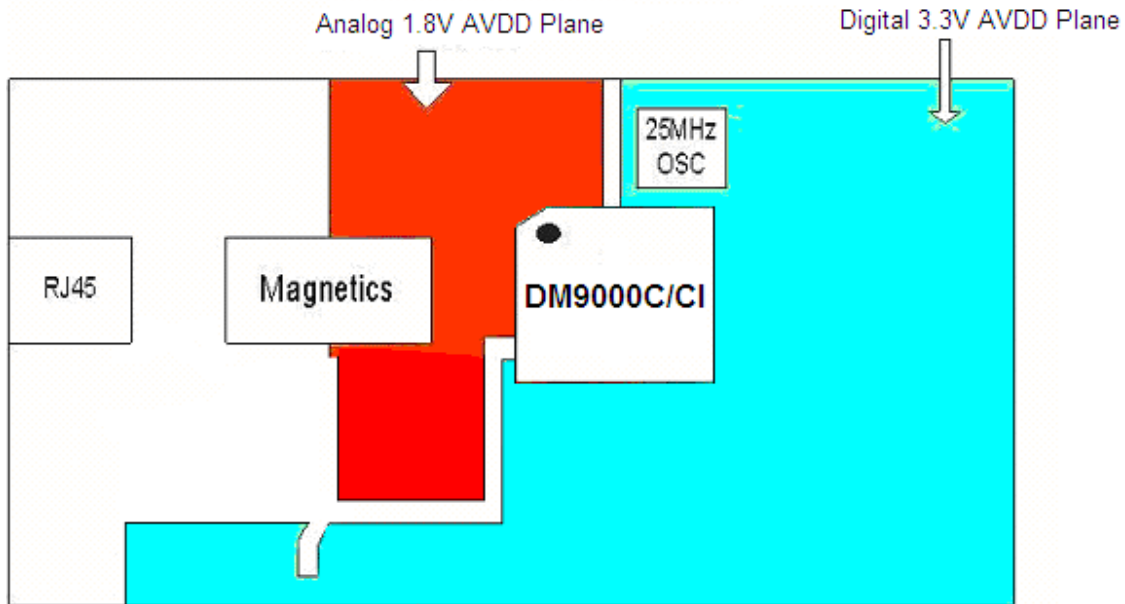 Analog 1.8V AVDD Plane
Digital 3.3V AVDD Plane
25MHz
OSC
RJ45
Magnetics
DM9000C/CI